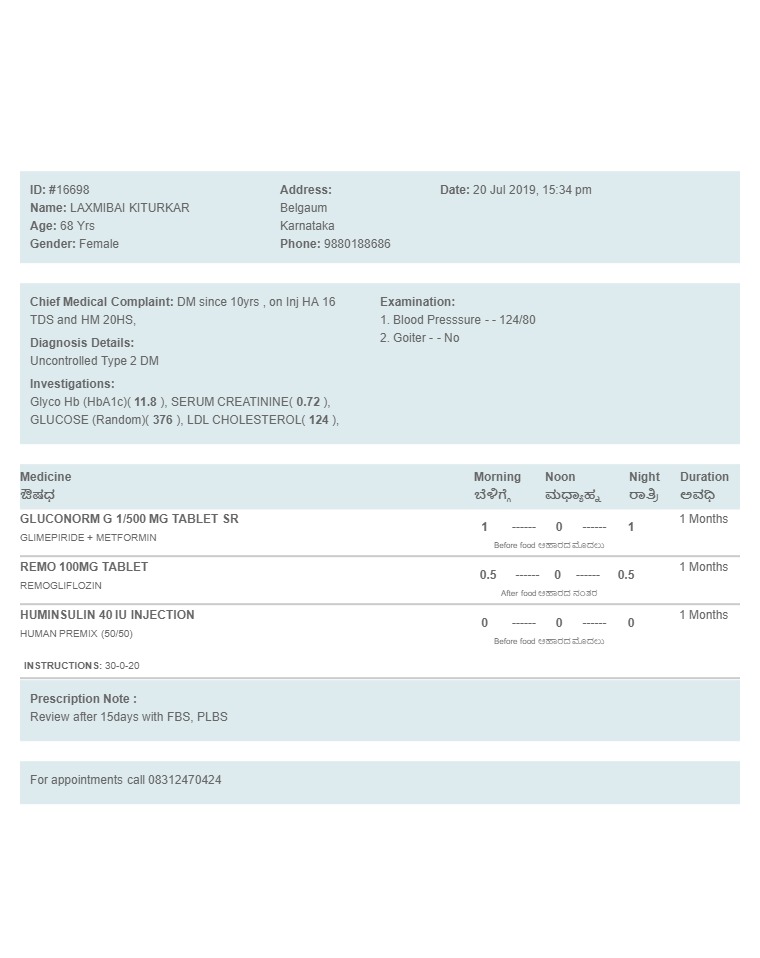 ID: #16698
Name: LAXMIBAI KITURKAR
Age: 68 Yrs
Gender: Female
Address:
Belgaum
Karnataka
Phone: 9880188686
Date: 20 Jul 2019, 15:34 pm
Chief Medical Complaint: DM since 10yrs , on Inj HA 16
TDS and HM 20HS,
Diagnosis Details:
Uncontrolled Type 2 DM
Investigations:
Glyco Hb (HbA1c)( 11.8 ), SERUM CREATININE( 0.72 ),
GLUCOSE (Random)( 376 ), LDL CHOLESTEROL( 124 ),
Examination:
1. Blood Presssure - - 124/80
2. Goiter - - No
Medicine Morning Noon Night Duration
ಔಷಧ ಬೆಳಿಗ್ಗೆ ಮಧ್ಯಾಹ್ನ ರಾತ್ರಿ ಅವಧಿ
GLUCONORM G 1/500 MG TABLET SR 1 ------ 0 ------ 1 1 Months
GLIMEPIRIDE + METFORMIN
Before food ಆಹಾರದ ಮೊದಲು
REMO 100MG TABLET 0.5 ------ 0 ------ 0.5 1 Months
REMOGLIFLOZIN
After food ಆಹಾರದ ನಂತರ
HUMINSULIN 40 IU INJECTION 0 ------ 0 ------ 0 1 Months
HUMAN PREMIX (50/50)
Before food ಆಹಾರದ ಮೊದಲು
INSTRUCTIONS: 30-0-20
Prescription Note :
Review after 15days with FBS, PLBS
For appointments call 08312470424